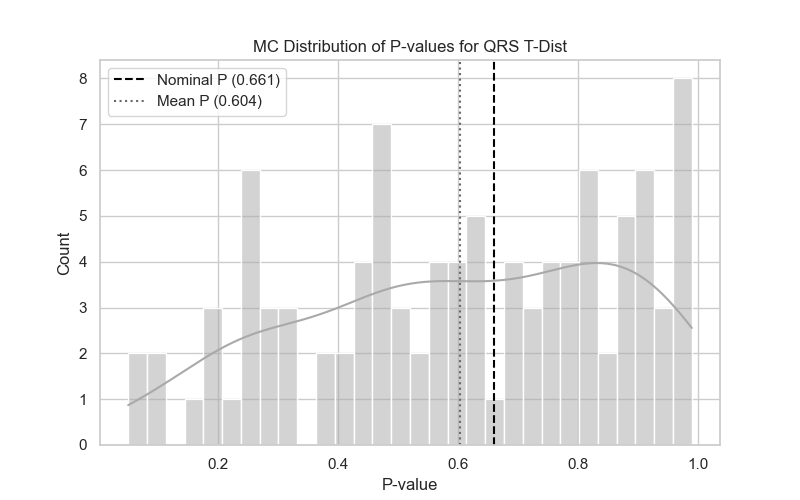 MC Distribution of P-values for QRS T-Dist
Nominal P (0.661)
Mean P (0.604)
8
7
6
5
4
3
2
1
0
Count
0.2 0.4 0.6 0.8 1.0
P-value